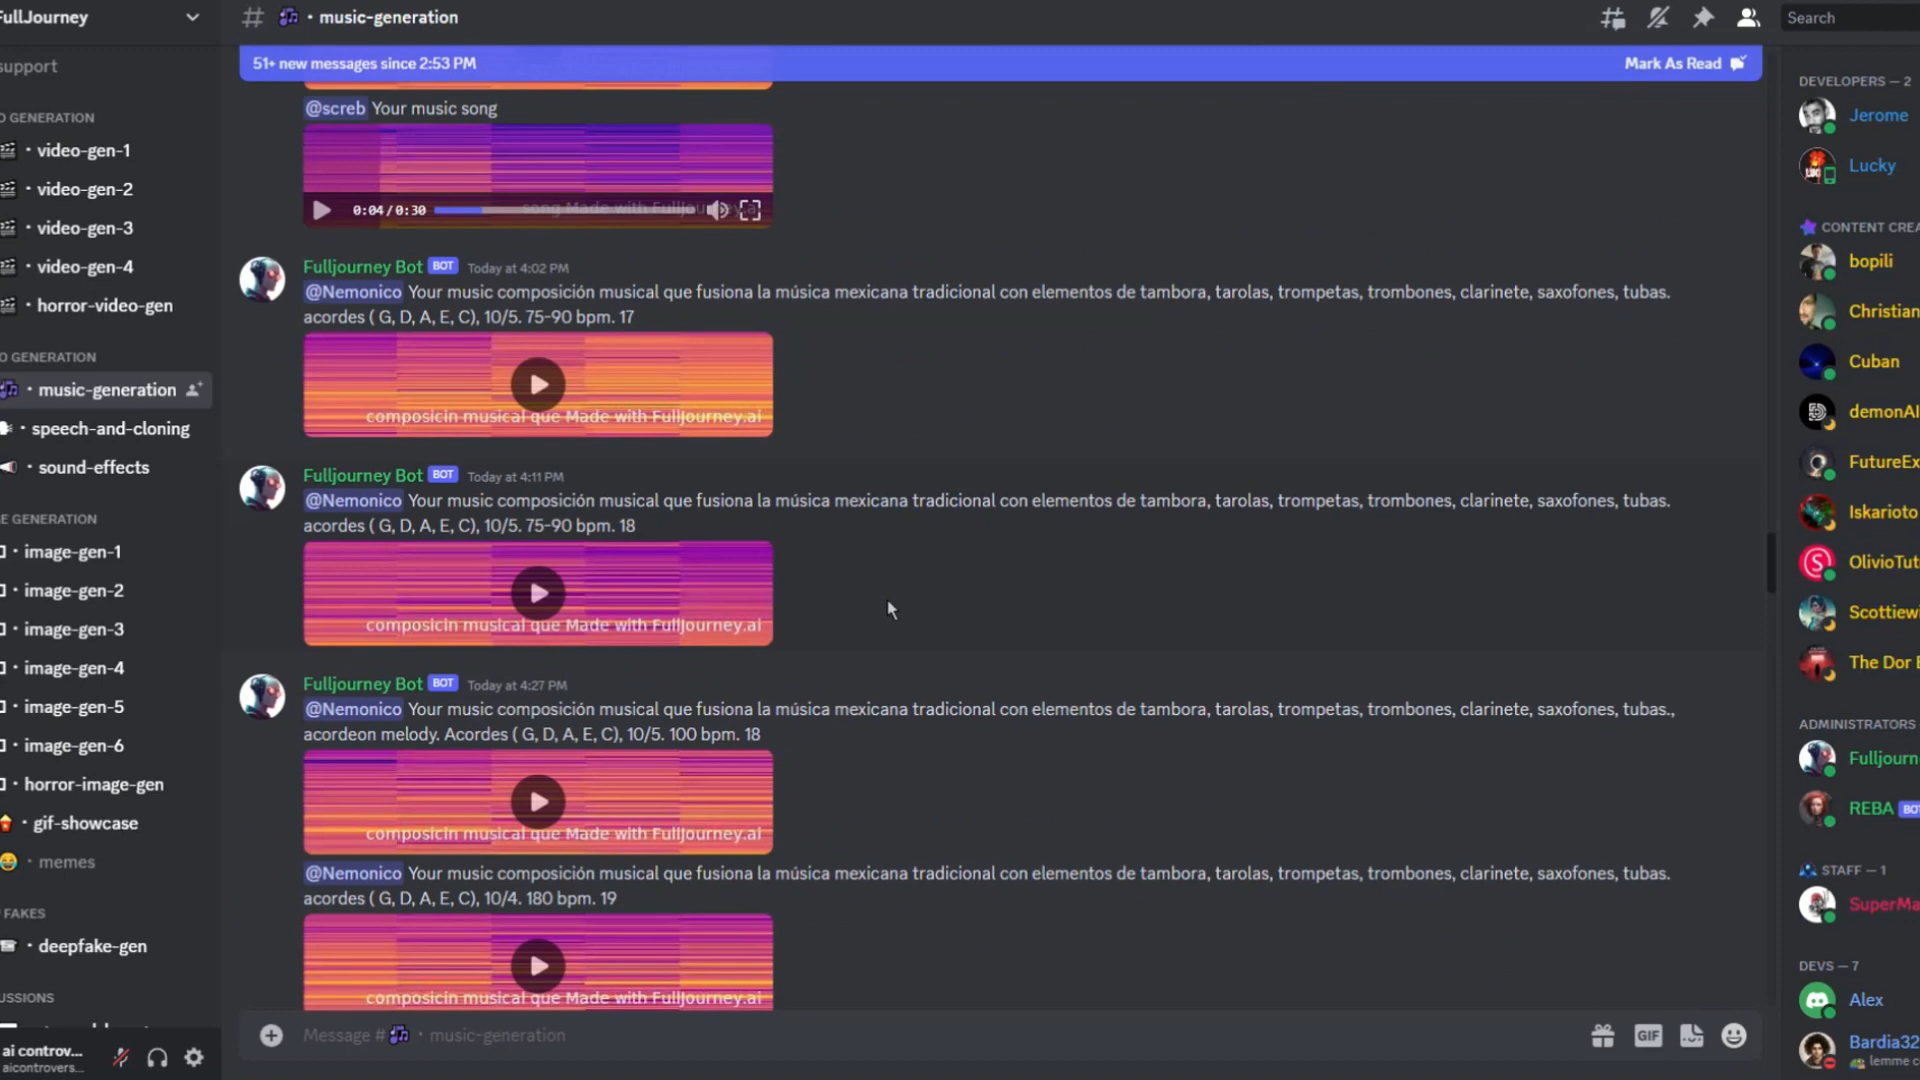 FullJourney
• music-generation
Search
51+ new messages since 2:53 PM
Mark As Read
support
O GENERATION
• video-gen-1
• video-gen-2
• video-gen-3
• video-gen-4
• horror-video-gen
O GENERATION
• music-generation
• speech-and-cloning
• sound-effects
E GENERATION
• image-gen-1
• image-gen-2
• image-gen-3
• image-gen-4
• image-gen-5
• image-gen-6
• horror-image-gen
• gif-showcase
• memes
FAKES
• deepfake-gen
USSIONS
ai controv...
aicontrovers...
@screb Your music song
0:04/0:30
song Made with FullJourney.ai
Fulljourney Bot BOT Today at 4:02 PM
@Nemonico Your music composición musical que fusiona la música mexicana tradicional con elementos de tambora, tarolas, trompetas, trombones, clarinete, saxofones, tubas.
acordes ( G, D, A, E, C), 10/5. 75-90 bpm. 17
composicin musical que Made with FullJourney.ai
Fulljourney Bot BOT Today at 4:11 PM
@Nemonico Your music composición musical que fusiona la música mexicana tradicional con elementos de tambora, tarolas, trompetas, trombones, clarinete, saxofones, tubas.
acordes ( G, D, A, E, C), 10/5. 75-90 bpm. 18
composicin musical que Made with FullJourney.ai
Fulljourney Bot BOT Today at 4:27 PM
@Nemonico Your music composición musical que fusiona la música mexicana tradicional con elementos de tambora, tarolas, trompetas, trombones, clarinete, saxofones, tubas.,
acordeon melody. Acordes ( G, D, A, E, C), 10/5. 100 bpm. 18
composicin musical que Made with FullJourney.ai
@Nemonico Your music composición musical que fusiona la música mexicana tradicional con elementos de tambora, tarolas, trompetas, trombones, clarinete, saxofones, tubas.
acordes ( G, D, A, E, C), 10/4. 180 bpm. 19
composicin musical que Made with FullJourney.ai
Message # • music-generation
GIF
DEVELOPERS — 2
Jerome
Lucky
CONTENT CREA
bopili
Christian
Cuban
demonAI
FutureEx
Iskarioto
OlivioTut
Scottiewi
The Dor B
ADMINISTRATORS
Fulljourn
REBA BOT
STAFF — 1
SuperMa
DEVS — 7
Alex
Bardia32
lemme c